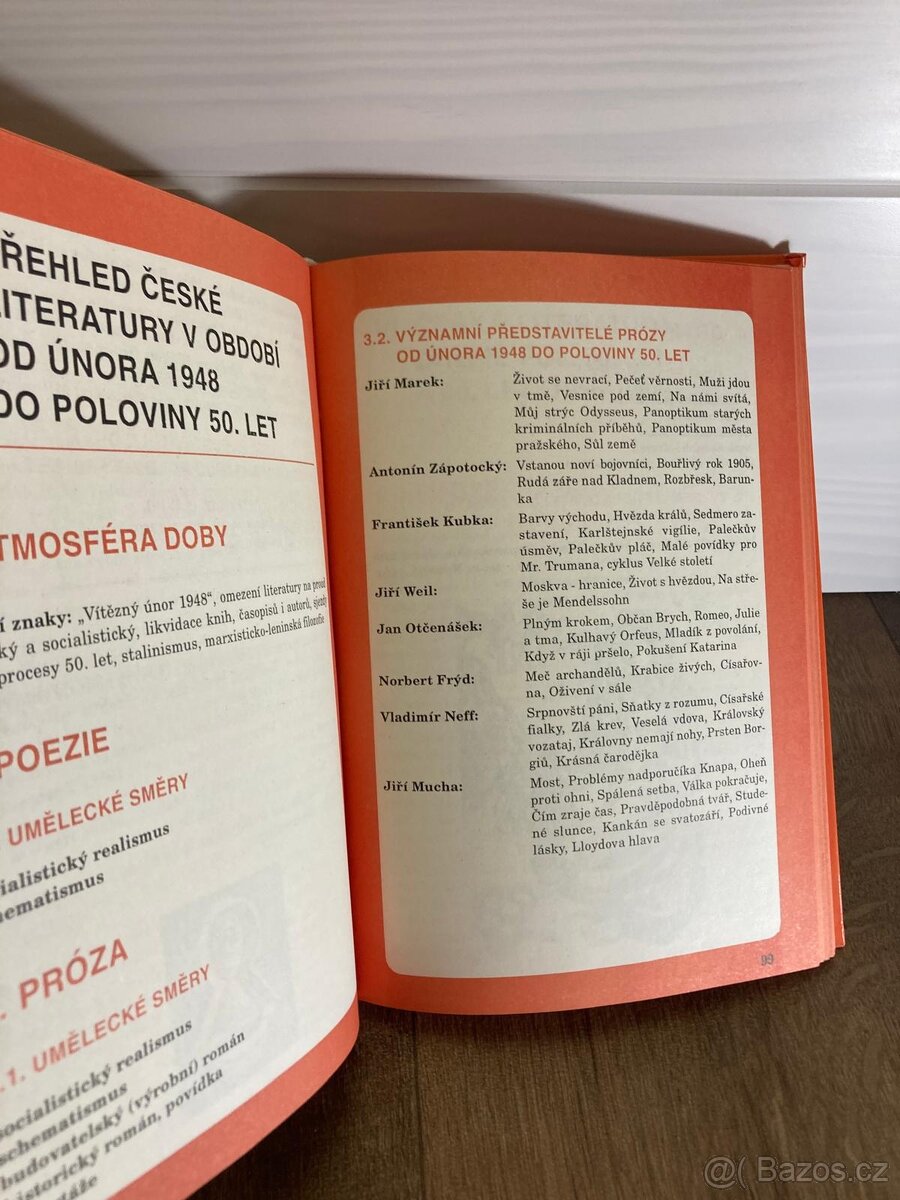 ŘEHLED ČESKÉ
LITERATURY V OBDOBÍ
OD ÚNORA 1948
DO POLOVINY 50. LET
TMOSFÉRA DOBY
í znaky: „Vítězný únor 1948“, omezení literatury na proud
ký a socialistický, likvidace knih, časopisů i autorů, sjezdy
procesy 50. let, stalinismus, marxisticko-leninská filozofie
POEZIE
UMĚLECKÉ SMĚRY
cialistický realismus
hematismus
. PRÓZA
.1. UMĚLECKÉ SMĚRY
socialistický realismus
schematismus
budovatelský (výrobní) román
historický román, povídka
3.2. VÝZNAMNÍ PŘEDSTAVITELÉ PRÓZY
OD ÚNORA 1948 DO POLOVINY 50. LET
Jiří Marek: Život se nevrací, Pečeť věrnosti, Muži jdou
v tmě, Vesnice pod zemí, Na námi svítá,
Můj strýc Odysseus, Panoptikum starých
kriminálních příběhů, Panoptikum města
pražského, Sůl země
Antonín Zápotocký: Vstanou noví bojovníci, Bouřlivý rok 1905,
Rudá záře nad Kladnem, Rozbřesk, Barun-
ka
František Kubka: Barvy východu, Hvězda králů, Sedmero za-
stavení, Karlštejnské vigílie, Palečkův
úsměv, Palečkův pláč, Malé povídky pro
Mr. Trumana, cyklus Velké století
Jiří Weil: Moskva - hranice, Život s hvězdou, Na stře-
še je Mendelssohn
Jan Otčenášek: Plným krokem, Občan Brych, Romeo, Julie
a tma, Kulhavý Orfeus, Mladík z povolání,
Když v ráji pršelo, Pokušení Katarina
Norbert Frýd: Meč archandělů, Krabice živých, Císařov-
na, Oživení v sále
Vladimír Neff: Srpnovští páni, Sňatky z rozumu, Císařské
fialky, Zlá krev, Veselá vdova, Královský
vozataj, Královny nemají nohy, Prsten Bor-
giů, Krásná čarodějka
Jiří Mucha: Most, Problémy nadporučíka Knapa, Oheň
proti ohni, Spálená setba, Válka pokračuje,
Čím zraje čas, Pravděpodobná tvář, Stude-
né slunce, Kankán se svatozáří, Podivné
lásky, Lloydova hlava
99
@ Bazos.cz